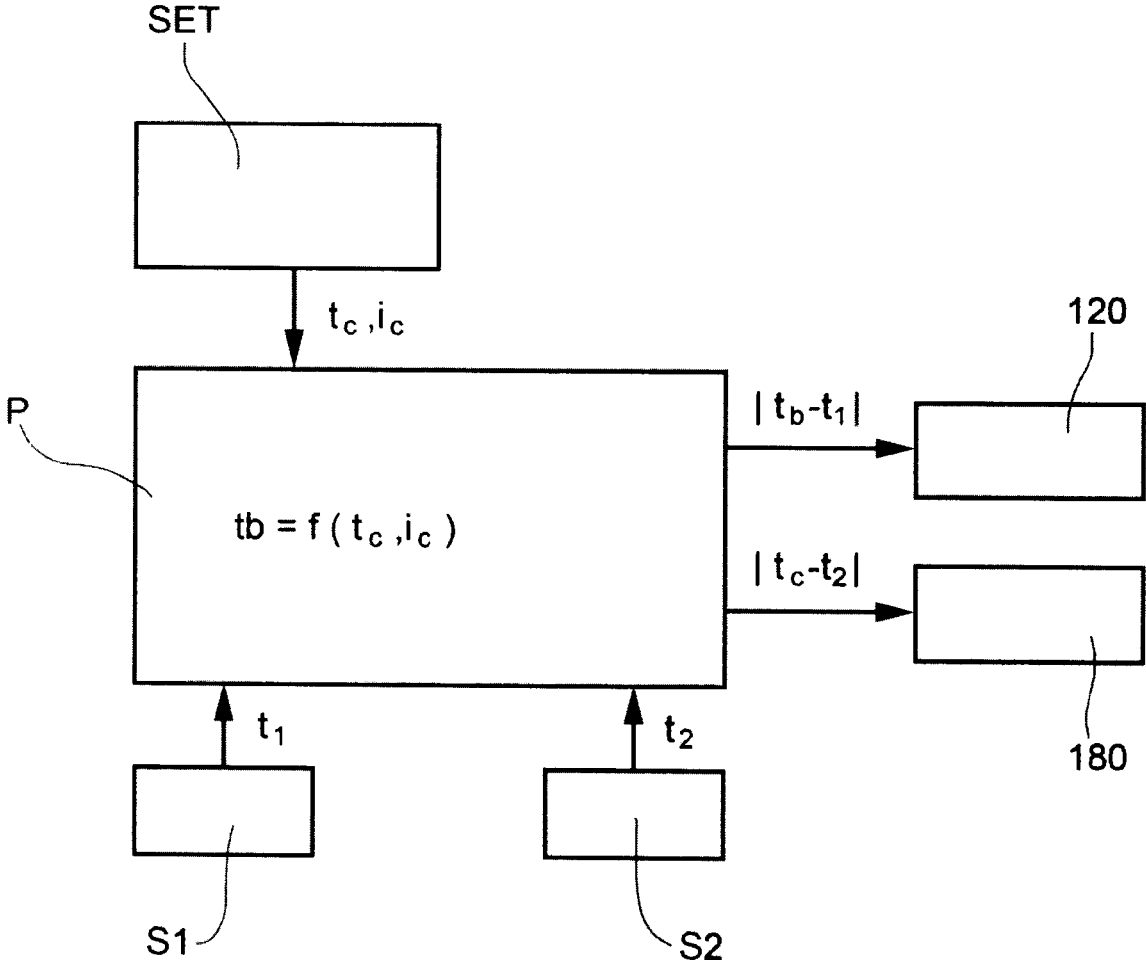 SET
t_c ,i_c
120
P
| t_b-t_1 |
tb = f ( t_c ,i_c )
| t_c-t_2 |
t_1
t_2
180
S1
S2